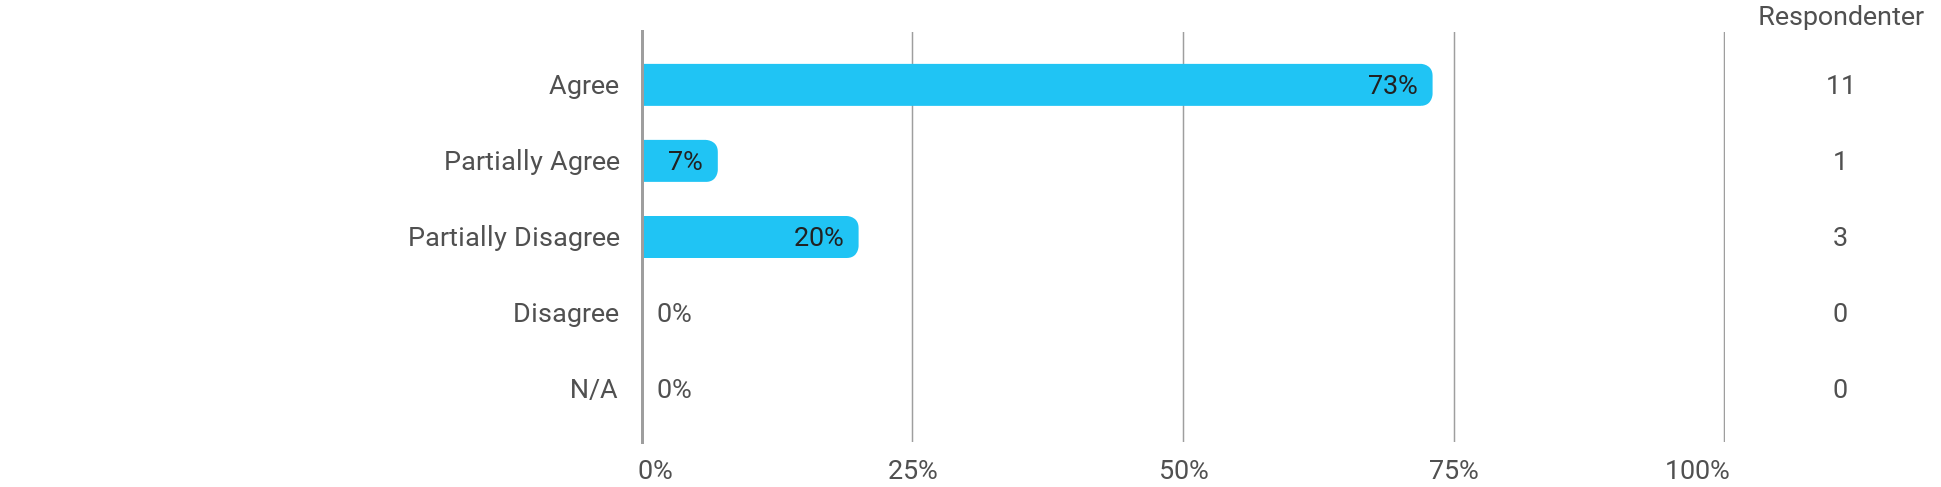 Respondenter
Agree 73% 11
Partially Agree 7% 1
Partially Disagree 20% 3
Disagree 0% 0
N/A 0% 0
0% 25% 50% 75% 100%